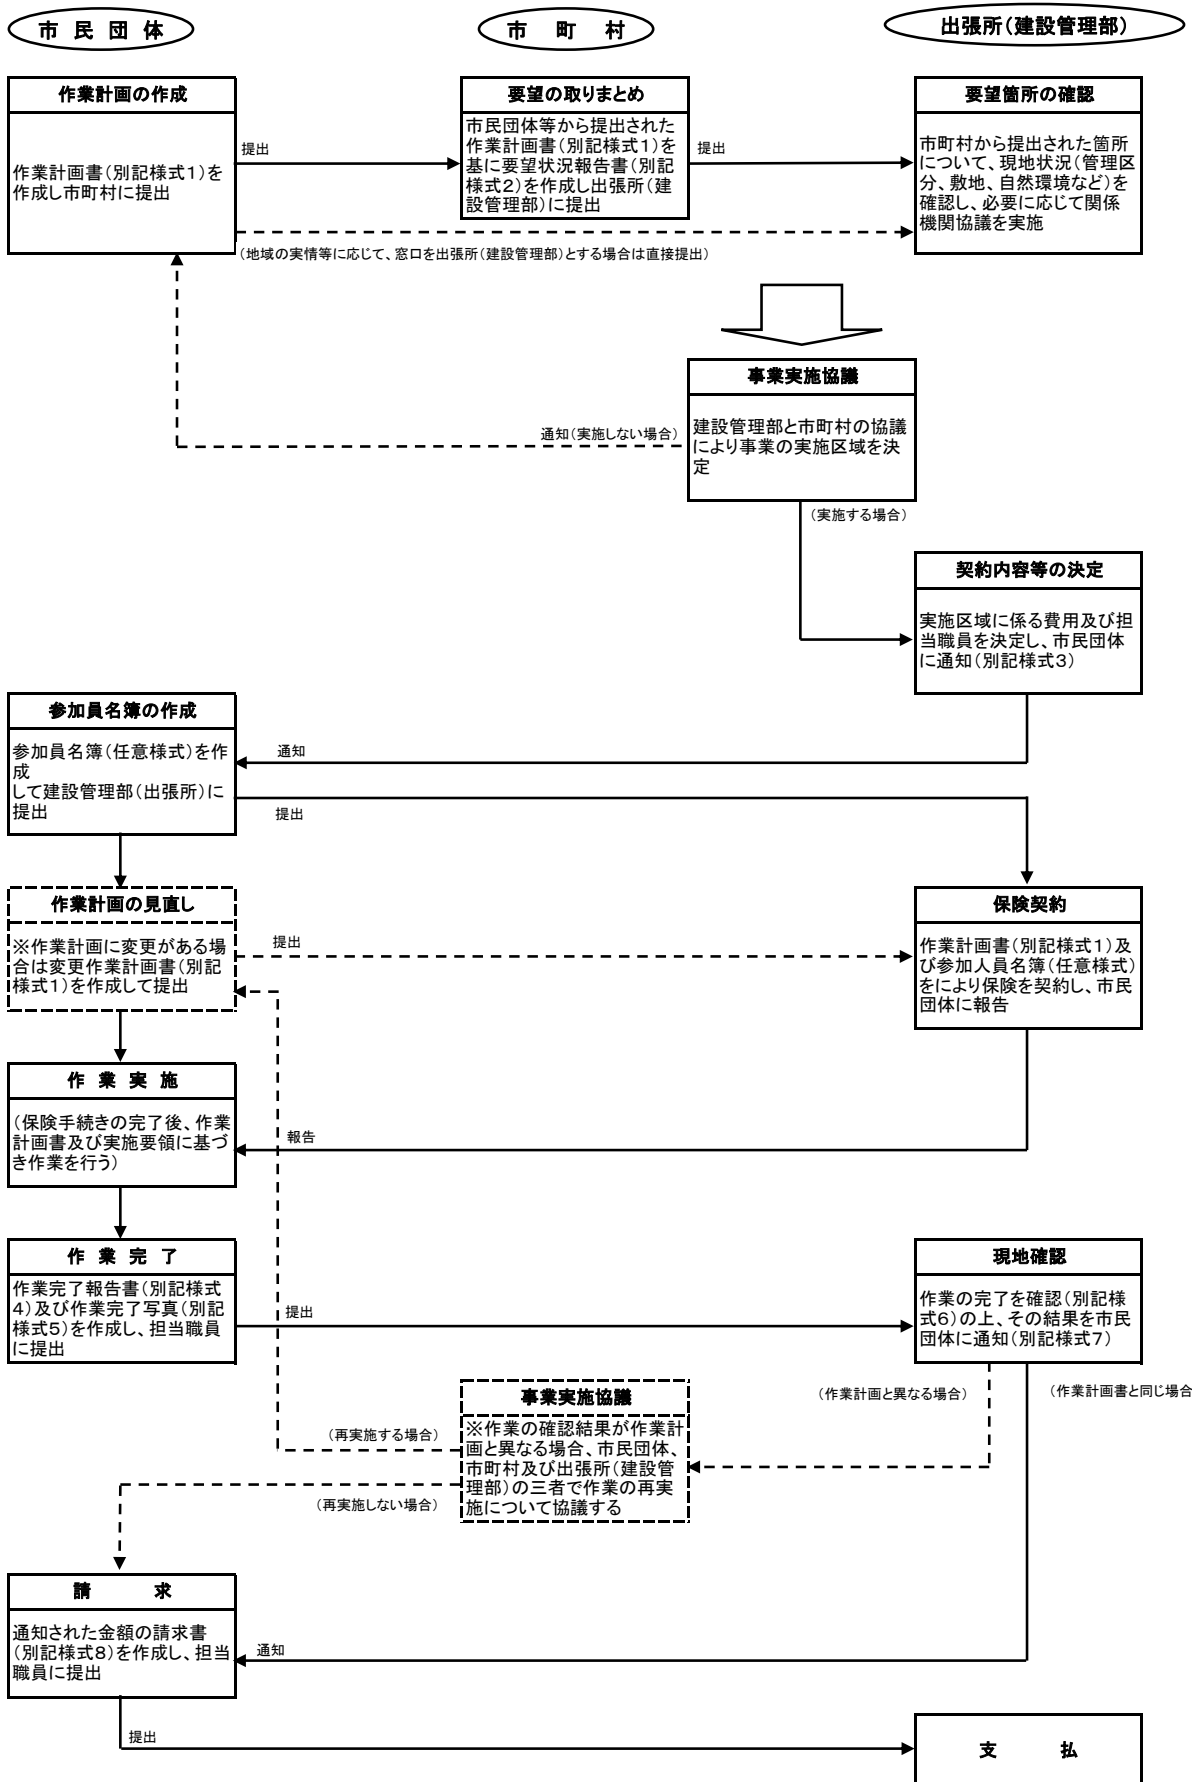 市 民 団 体
市 町 村
出張所（建設管理部）
作業計画の作成
作業計画書（別記様式１）を
作成し市町村に提出
提出
要望の取りまとめ
市民団体等から提出された
作業計画書（別記様式１）を
基に要望状況報告書（別記
様式２）を作成し出張所（建
設管理部）に提出
提出
要望箇所の確認
市町村から提出された箇所
について、現地状況（管理区
分、敷地、自然環境など）を
確認し、必要に応じて関係
機関協議を実施
（地域の実情等に応じて、窓口を出張所（建設管理部）とする場合は直接提出）
事業実施協議
建設管理部と市町村の協議
により事業の実施区域を決
定
通知（実施しない場合）
（実施する場合）
契約内容等の決定
実施区域に係る費用及び担
当職員を決定し、市民団体
に通知（別記様式３）
参加員名簿の作成
参加員名簿（任意様式）を作
成
して建設管理部（出張所）に
提出
通知
提出
作業計画の見直し
※作業計画に変更がある場
合は変更作業計画書（別記
様式１）を作成して提出
提出
保険契約
作業計画書（別記様式１）及
び参加人員名簿（任意様式）
をにより保険を契約し、市民
団体に報告
作 業 実 施
（保険手続きの完了後、作業
計画書及び実施要領に基づ
き作業を行う）
報告
作 業 完 了
作業完了報告書（別記様式
４）及び作業完了写真（別記
様式５）を作成し、担当職員
に提出
提出
現地確認
作業の完了を確認（別記様
式６）の上、その結果を市民
団体に通知（別記様式７）
（作業計画と異なる場合）
（作業計画書と同じ場合
事業実施協議
※作業の確認結果が作業計
画と異なる場合、市民団体、
市町村及び出張所（建設管
理部）の三者で作業の再実
施について協議する
（再実施する場合）
（再実施しない場合）
請 求
通知された金額の請求書
（別記様式８）を作成し、担当
職員に提出
通知
提出
支 払